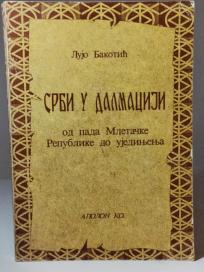 Лујо Бакотић
СРБИ У ДАЛМАЦИЈИ
од пада Млетачке
Републике до уједињења
АПОЛОН КО.